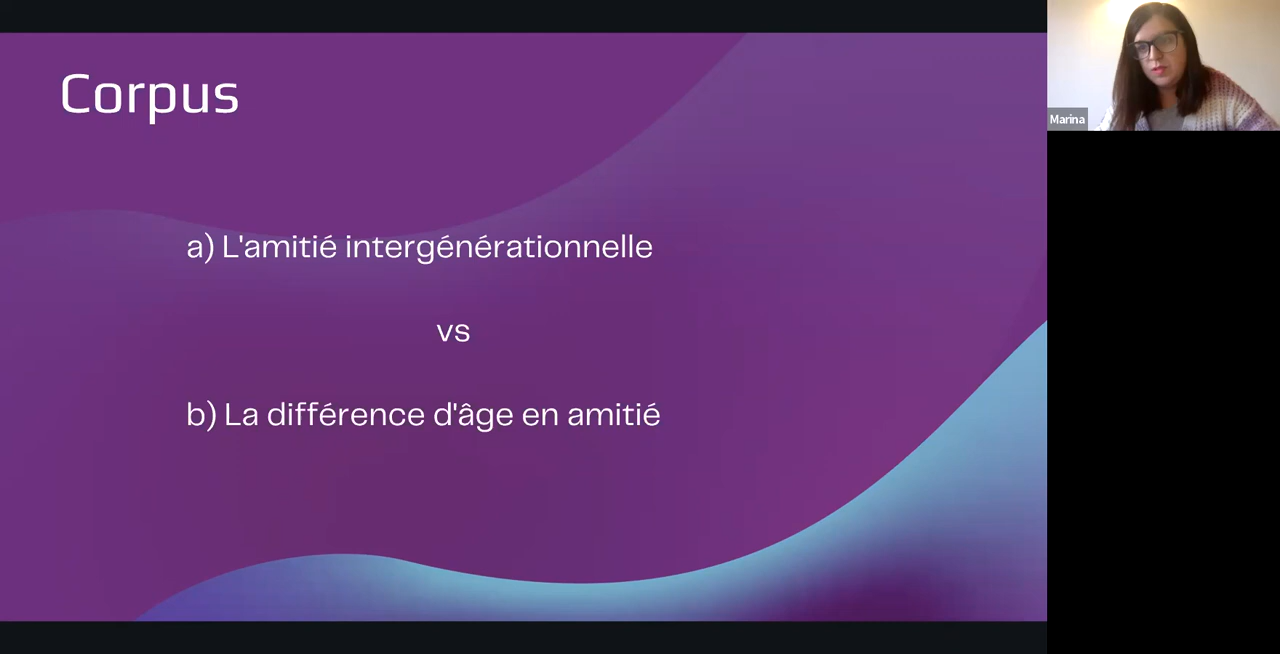 Corpus
a) L'amitié intergénérationnelle
vs
b) La différence d'âge en amitié
Marina